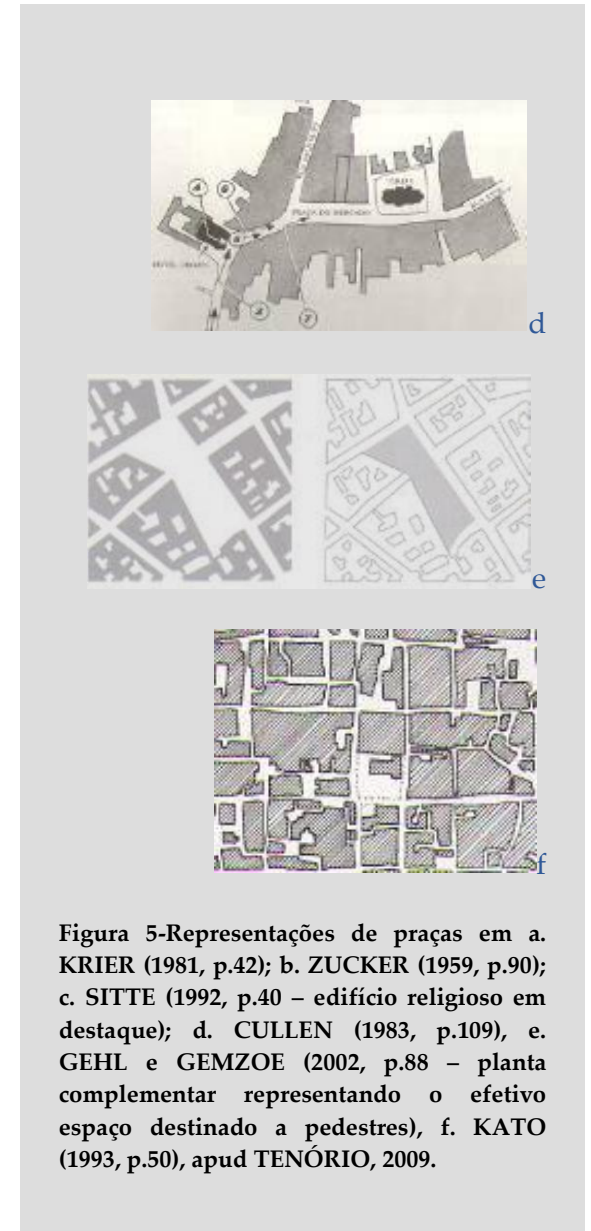 PRAÇA DO MERCADO
d
e
f
Figura 5-Representações de praças em a.
KRIER (1981, p.42); b. ZUCKER (1959, p.90);
c. SITTE (1992, p.40 – edifício religioso em
destaque); d. CULLEN (1983, p.109), e.
GEHL e GEMZOE (2002, p.88 – planta
complementar representando o efetivo
espaço destinado a pedestres), f. KATO
(1993, p.50), apud TENÓRIO, 2009.